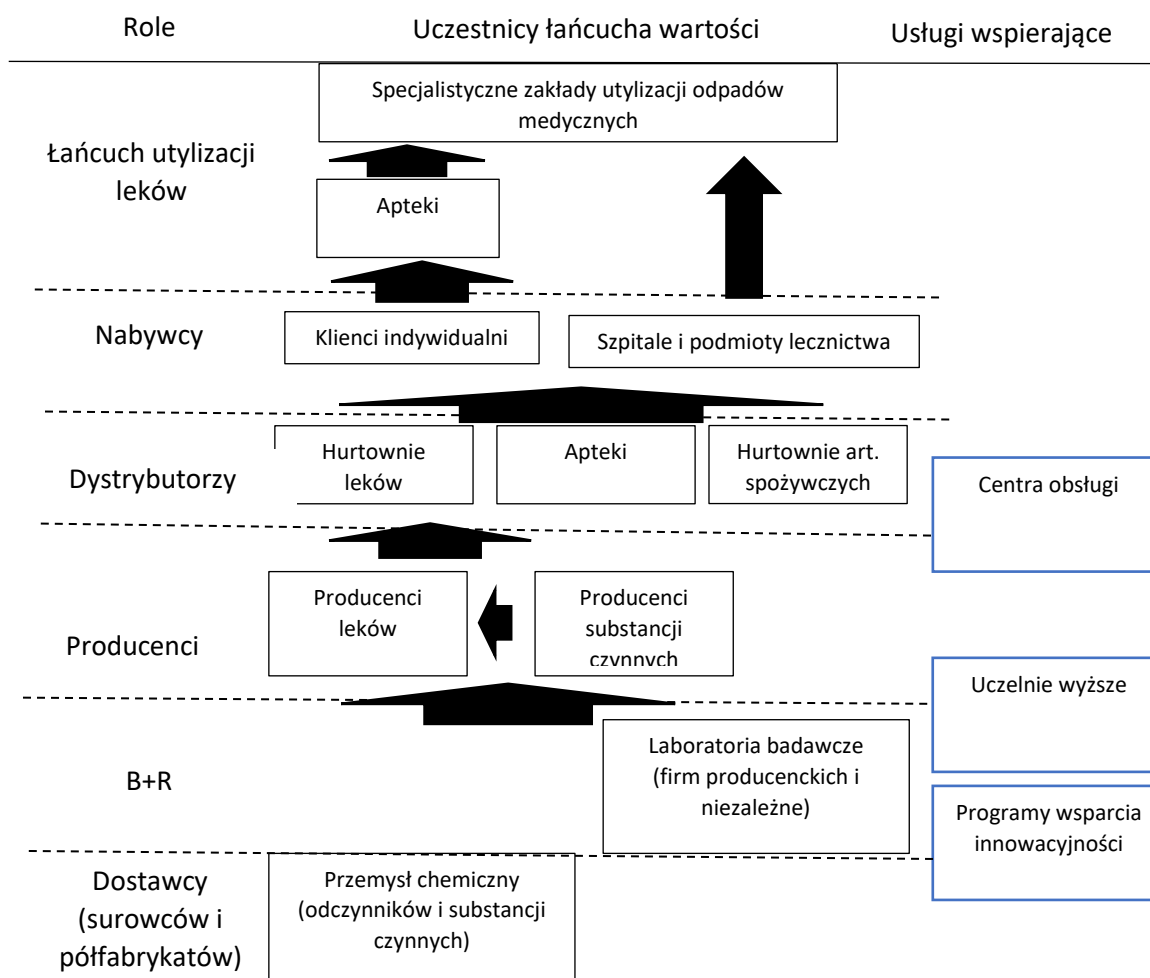 Role
Uczestnicy łańcucha wartości
Usługi wspierające
Specjalistyczne zakłady utylizacji odpadów
medycznych
Łańcuch utylizacji
leków
Apteki
Nabywcy
Klienci indywidualni
Szpitale i podmioty lecznictwa
Dystrybutorzy
Hurtownie
leków
Apteki
Hurtownie art.
spożywczych
Centra obsługi
Producenci
Producenci
leków
Producenci
substancji
czynnych
Uczelnie wyższe
B+R
Laboratoria badawcze
(firm producenckich i
niezależne)
Programy wsparcia
innowacyjności
Dostawcy
(surowców i
półfabrykatów)
Przemysł chemiczny
(odczynników i substancji
czynnych)